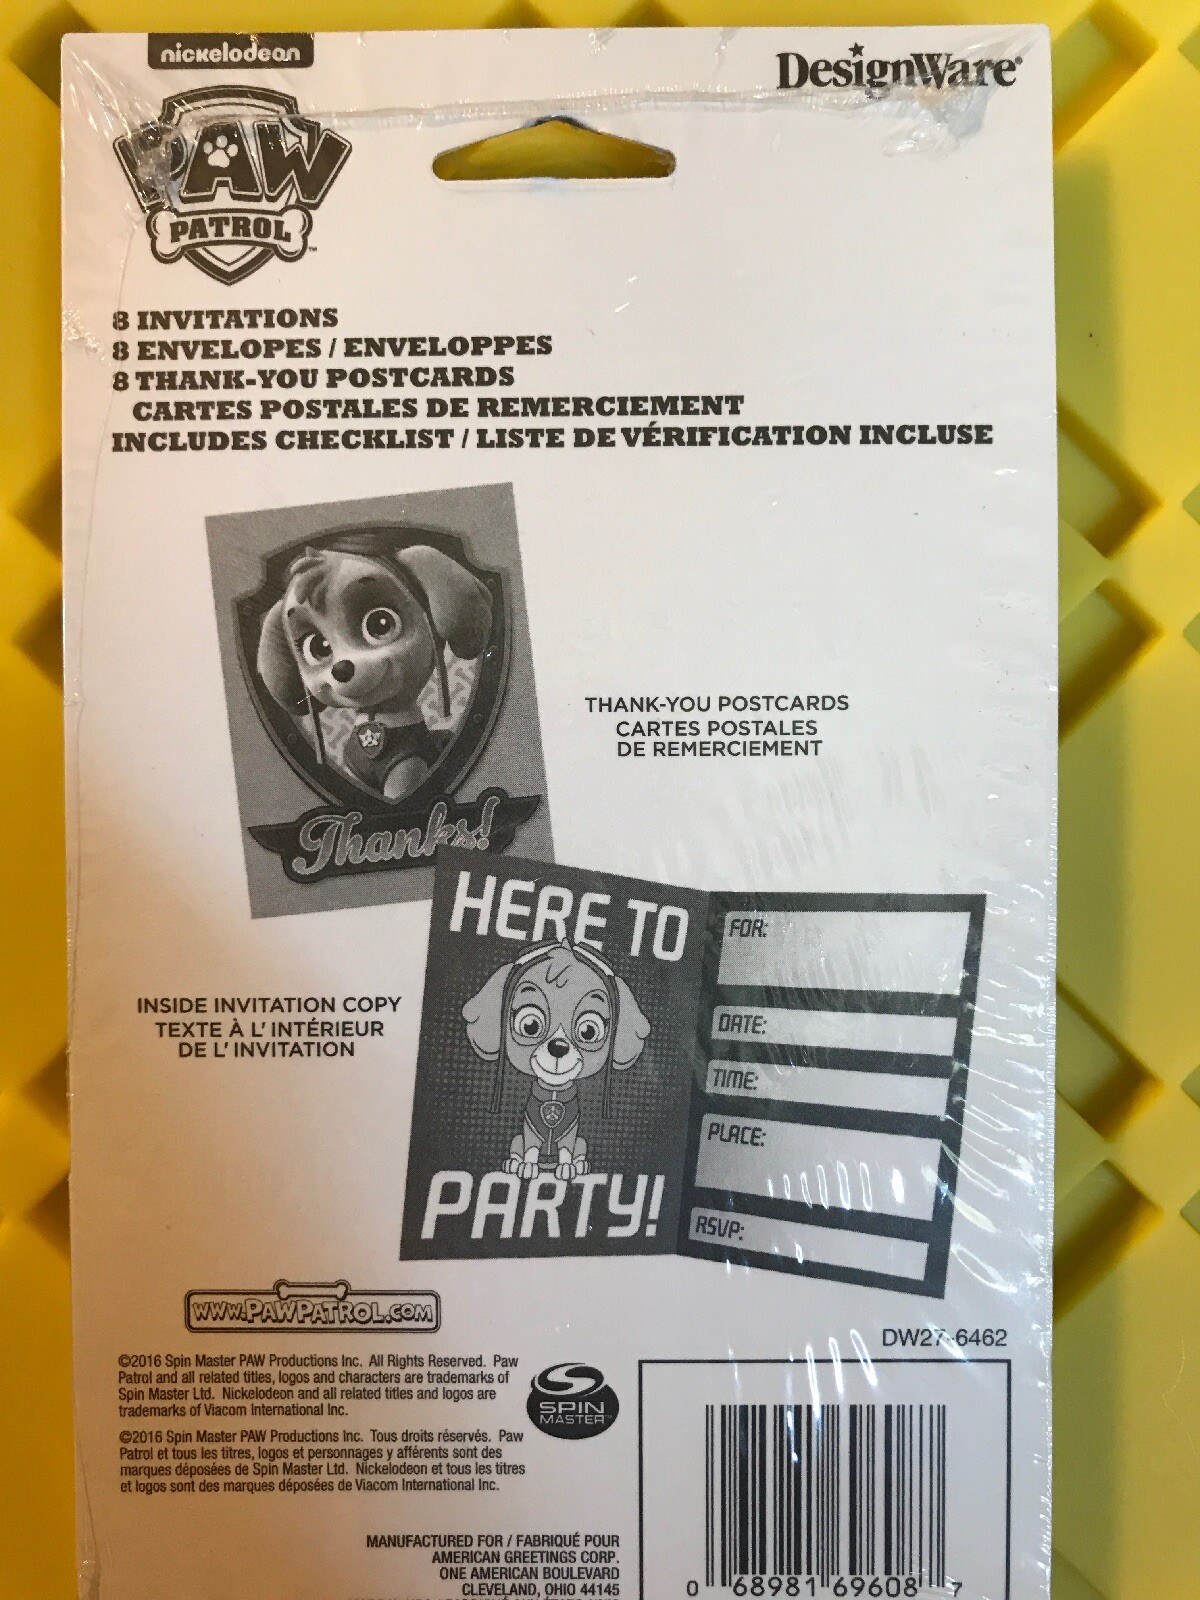 nickelodeon
DesignWare®
PAW
PATROL™
8 INVITATIONS
8 ENVELOPES / ENVELOPPES
8 THANK-YOU POSTCARDS
CARTES POSTALES DE REMERCIEMENT
INCLUDES CHECKLIST / LISTE DE VÉRIFICATION INCLUSE
THANK-YOU POSTCARDS
CARTES POSTALES
DE REMERCIEMENT
Thanks!
HERE TO
PARTY!
FOR:
DATE:
TIME:
PLACE:
RSVP:
INSIDE INVITATION COPY
TEXTE À L' INTÉRIEUR
DE L' INVITATION
WWW.PAWPATROL.COM
DW27-6462
©2016 Spin Master PAW Productions Inc. All Rights Reserved. Paw
Patrol and all related titles, logos and characters are trademarks of
Spin Master Ltd. Nickelodeon and all related titles and logos are
trademarks of Viacom International Inc.
SPIN
MASTER™
©2016 Spin Master PAW Productions Inc. Tous droits réservés. Paw
Patrol et tous les titres, logos et personnages y afférents sont des
marques déposées de Spin Master Ltd. Nickelodeon et tous les titres
et logos sont des marques déposées de Viacom International Inc.
MANUFACTURED FOR / FABRIQUÉ POUR
AMERICAN GREETINGS CORP.
ONE AMERICAN BOULEVARD
CLEVELAND, OHIO 44145
0 68981 69608 7